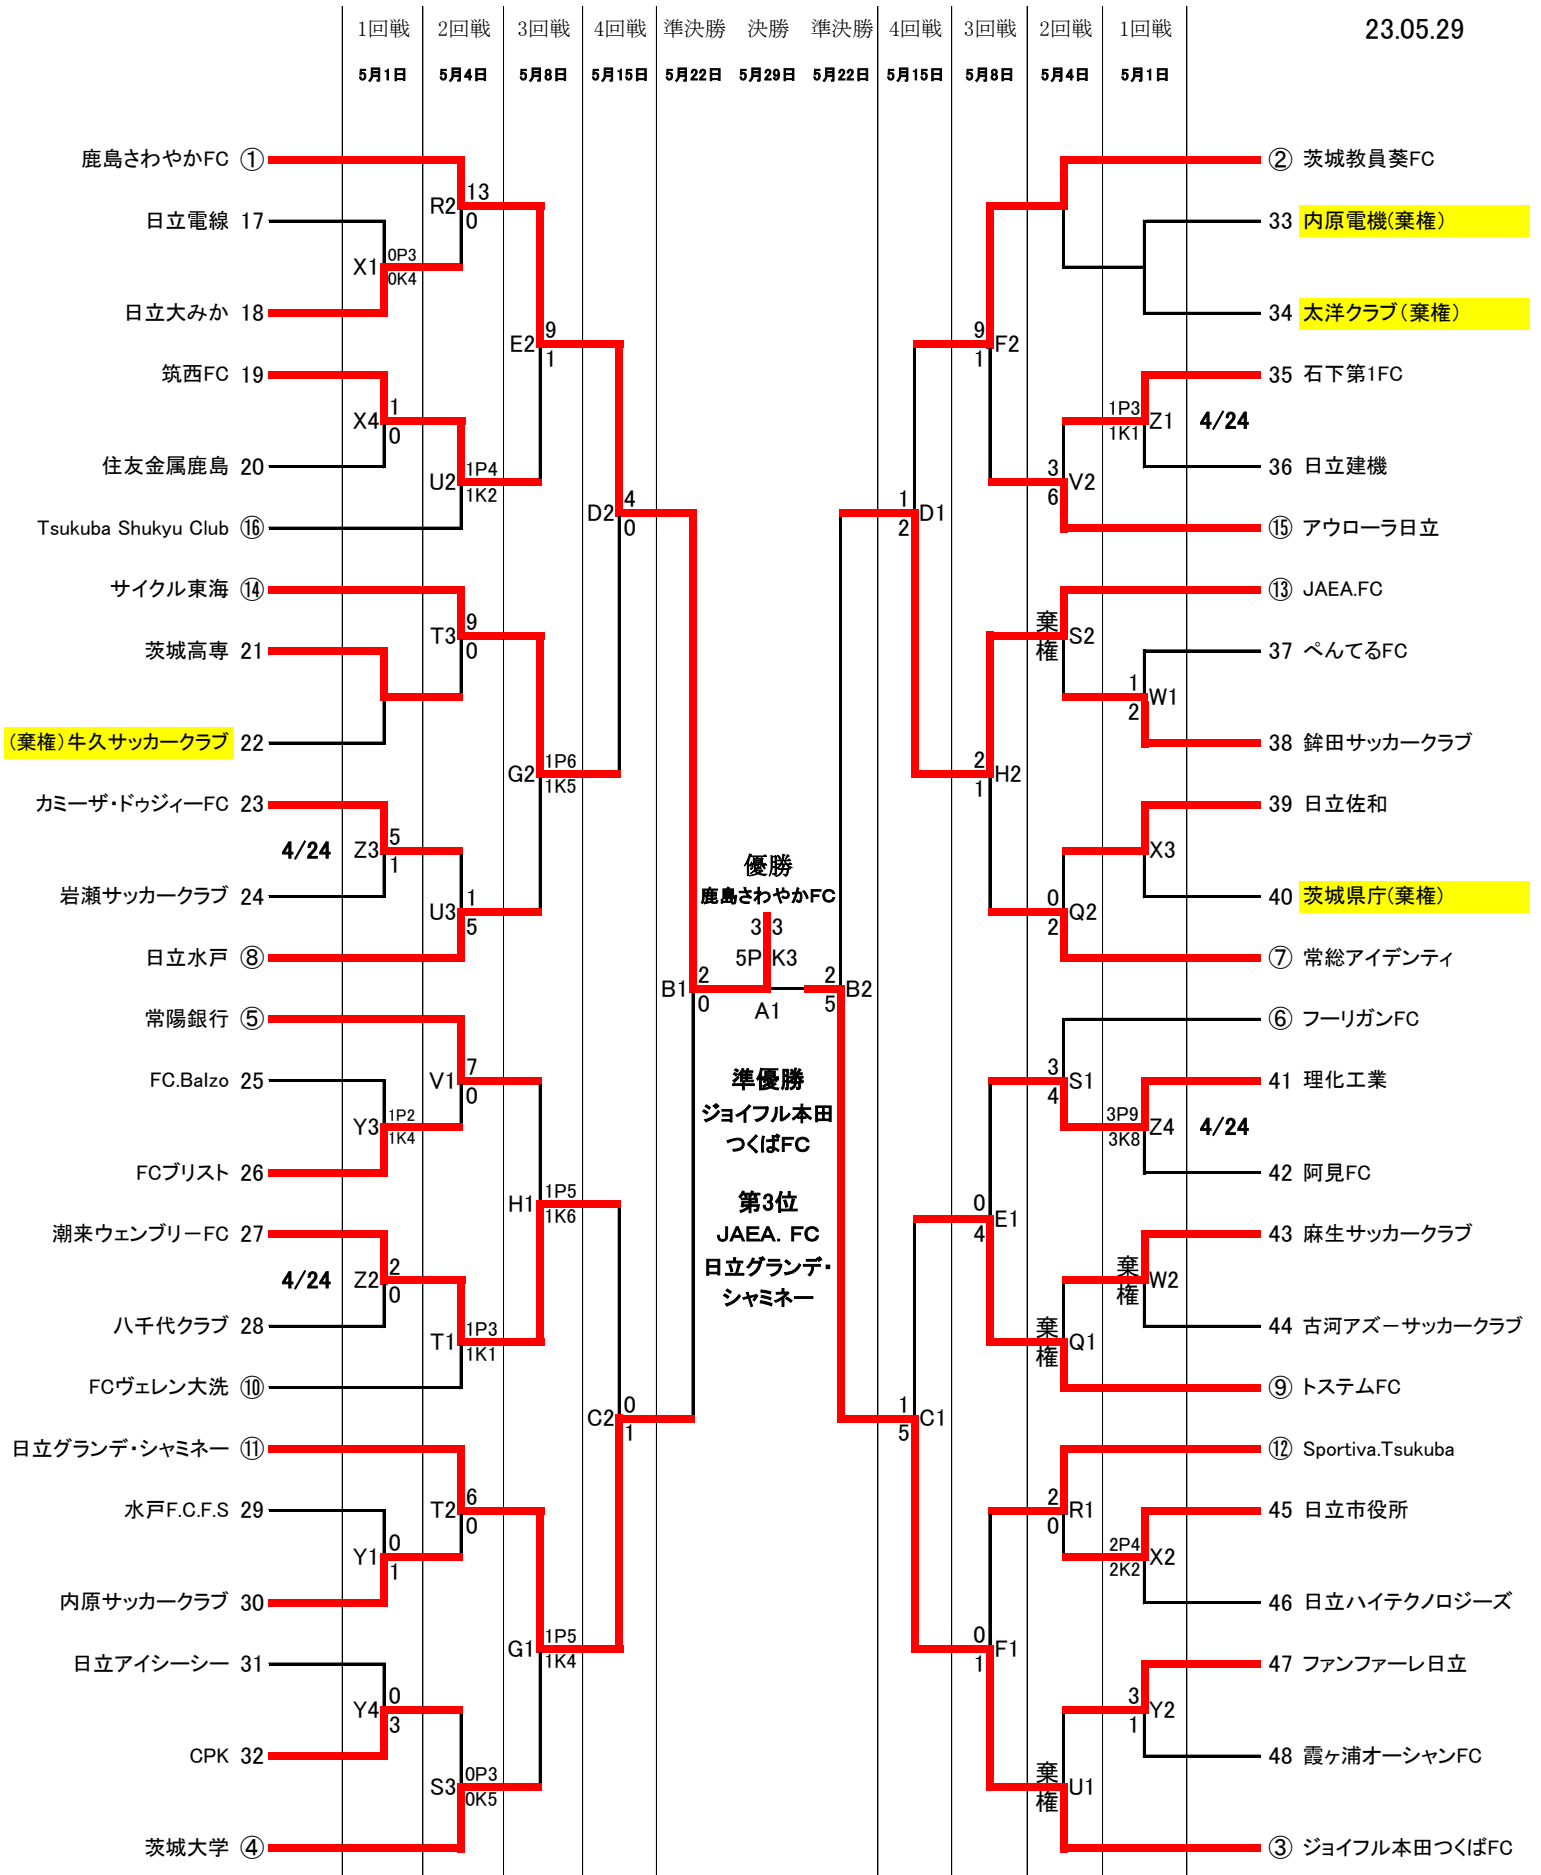 1回戦 2回戦 3回戦 4回戦 準決勝 決勝 準決勝 4回戦 3回戦 2回戦 1回戦 23.05.29
5月1日 5月4日 5月8日 5月15日 5月22日 5月29日 5月22日 5月15日 5月8日 5月4日 5月1日
鹿島さわやかFC ①
R2 13
0
日立電線 17
X1 0P3
0K4
日立大みか 18
E2 9
1
筑西FC 19
X4 1
0
住友金属鹿島 20
U2 1P4
1K2
Tsukuba Shukyu Club ⑯
D2 4
0
サイクル東海 ⑭
T3 9
0
茨城高専 21
(棄権)牛久サッカークラブ 22
G2 1P6
1K5
カミーザ・ドゥジィーFC 23
4/24 Z3 5
1
岩瀬サッカークラブ 24
U3 1
5
日立水戸 ⑧
B1 2
0
常陽銀行 ⑤
V1 7
0
FC.Balzo 25
Y3 1P2
1K4
FCブリスト 26
H1 1P5
1K6
潮来ウェンブリーFC 27
4/24 Z2 2
0
八千代クラブ 28
T1 1P3
1K1
FCヴェレン大洗 ⑩
C2 0
1
日立グランデ・シャミネー ⑪
T2 6
0
水戸F.C.F.S 29
Y1 0
1
内原サッカークラブ 30
G1 1P5
1K4
日立アイシーシー 31
Y4 0
3
CPK 32
S3 0P3
0K5
茨城大学 ④
優勝
鹿島さわやかFC
3 3
5P K3
A1
準優勝
ジョイフル本田
つくばFC
第3位
JAEA. FC
日立グランデ・
シャミネー
② 茨城教員葵FC
33 内原電機(棄権)
34 太洋クラブ(棄権)
9 F2
1
35 石下第1FC
1P3 Z1 4/24
1K1
36 日立建機
3 V2
6
⑮ アウローラ日立
1 D1
2
⑬ JAEA.FC
棄権 S2
37 ぺんてるFC
1 W1
2
38 鉾田サッカークラブ
2 H2
1
39 日立佐和
X3
40 茨城県庁(棄権)
0 Q2
2
⑦ 常総アイデンティ
2 B2
5
⑥ フーリガンFC
3 S1
4
41 理化工業
3P9 Z4 4/24
3K8
42 阿見FC
0 E1
4
43 麻生サッカークラブ
棄権 W2
44 古河アズーサッカークラブ
棄権 Q1
⑨ トステムFC
1 C1
5
⑫ Sportiva.Tsukuba
2 R1
0
45 日立市役所
2P4 X2
2K2
46 日立ハイテクノロジーズ
0 F1
1
47 ファンファーレ日立
3 Y2
1
48 霞ヶ浦オーシャンFC
棄権 U1
③ ジョイフル本田つくばFC